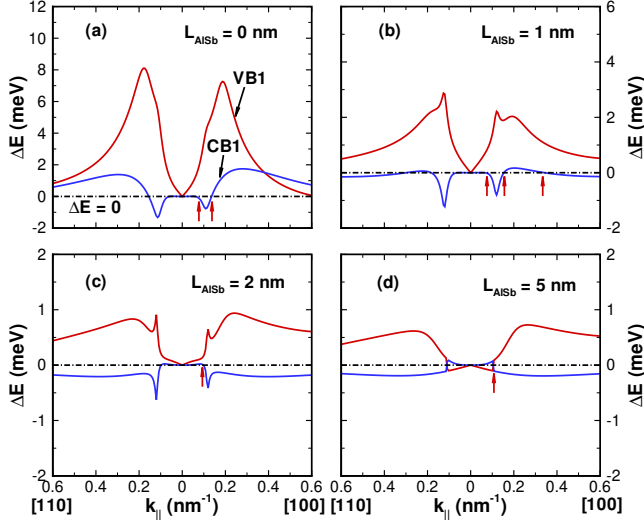 (a)
L_AlSb = 0 nm
VB1
CB1
ΔE = 0
ΔE (meV)
12
10
8
6
4
2
0
-2
(b)
L_AlSb = 1 nm
6
4
2
0
-2
ΔE (meV)
(c)
L_AlSb = 2 nm
ΔE (meV)
2
1
0
-1
-2
0.6 0.4 0.2 0 0.2 0.4 0.6
[110] k_|| (nm⁻¹) [100]
(d)
L_AlSb = 5 nm
2
1
0
-1
-2
ΔE (meV)
0.6 0.4 0.2 0 0.2 0.4 0.6
[110] k_|| (nm⁻¹) [100]